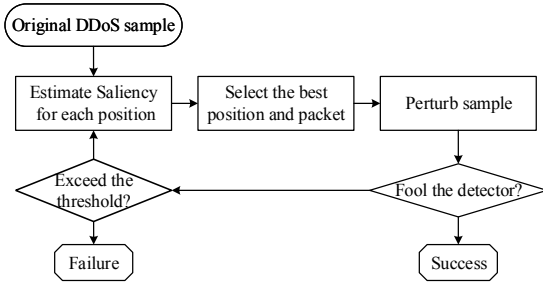 Original DDoS sample
Estimate Saliency
for each position
Select the best
position and packet
Perturb sample
Exceed the
threshold?
Fool the detector?
Failure
Success